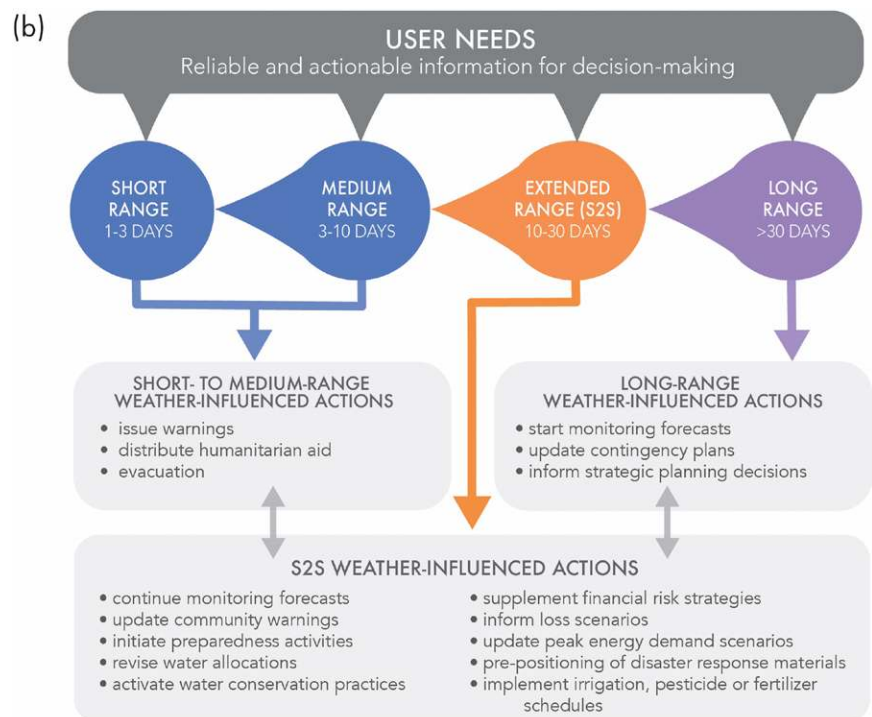 (b)
USER NEEDS
Reliable and actionable information for decision-making
SHORT
RANGE
1-3 DAYS
MEDIUM
RANGE
3-10 DAYS
EXTENDED
RANGE (S2S)
10-30 DAYS
LONG
RANGE
>30 DAYS
SHORT- TO MEDIUM-RANGE
WEATHER-INFLUENCED ACTIONS
• issue warnings
• distribute humanitarian aid
• evacuation
LONG-RANGE
WEATHER-INFLUENCED ACTIONS
• start monitoring forecasts
• update contingency plans
• inform strategic planning decisions
S2S WEATHER-INFLUENCED ACTIONS
• continue monitoring forecasts
• update community warnings
• initiate preparedness activities
• revise water allocations
• activate water conservation practices
• supplement financial risk strategies
• inform loss scenarios
• update peak energy demand scenarios
• pre-positioning of disaster response materials
• implement irrigation, pesticide or fertilizer
schedules